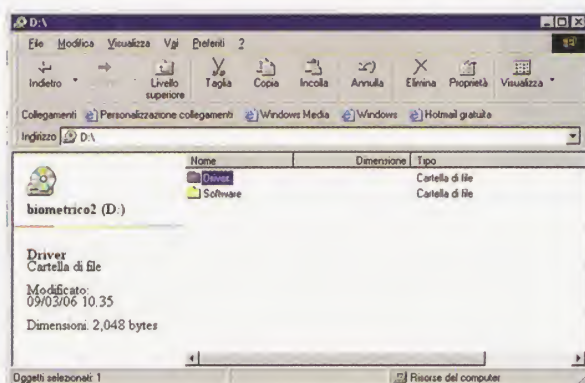 D:\
File Modifica Visualizza Vai Preferiti ?
Indietro Livello superiore Taglia Copia Incolla Annulla Elimina Proprietà Visualizza
Collegamenti Personalizzazione collegamenti Windows Media Windows Hotmail gratuita
Indirizzo D:\
Nome Dimensione Tipo
Driver Cartella di file
Software Cartella di file
biometrico2 (D:)
Driver
Cartella di file
Modificato:
09/03/06 10.35
Dimensioni: 2,048 bytes
Oggetti selezionati: 1 Risorse del computer